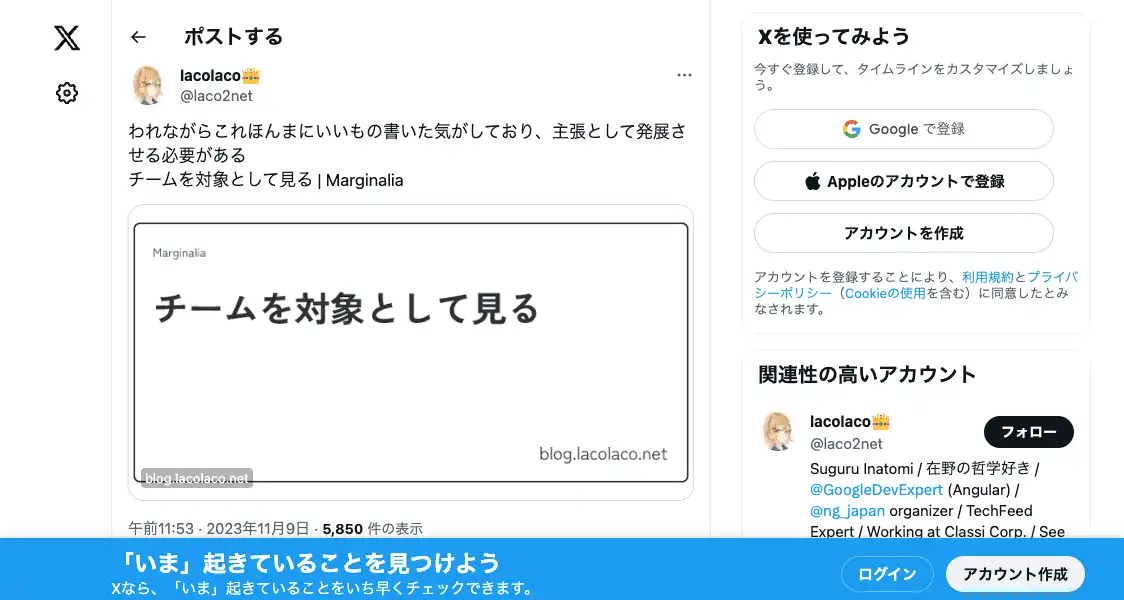 ポストする
lacolaco👑
@laco2net
われながらこれほんまにいいもの書いた気がしており、主張として発展さ
せる必要がある
チームを対象として見る | Marginalia
Marginalia
チームを対象として見る
blog.lacolaco.net
blog.lacolaco.net
午前11:53 · 2023年11月9日 · 5,850 件の表示
Xを使ってみよう
今すぐ登録して、タイムラインをカスタマイズしましょ
う。
Google で登録
Appleのアカウントで登録
アカウントを作成
アカウントを登録することにより、利用規約とプライバ
シーポリシー（Cookieの使用を含む）に同意したとみ
なされます。
関連性の高いアカウント
lacolaco👑
@laco2net
フォロー
Suguru Inatomi / 在野の哲学好き /
@GoogleDevExpert (Angular) /
@ng_japan organizer / TechFeed
Expert / Working at Classi Corp. / See
「いま」起きていることを見つけよう
Xなら、「いま」起きていることをいち早くチェックできます。
ログイン
アカウント作成